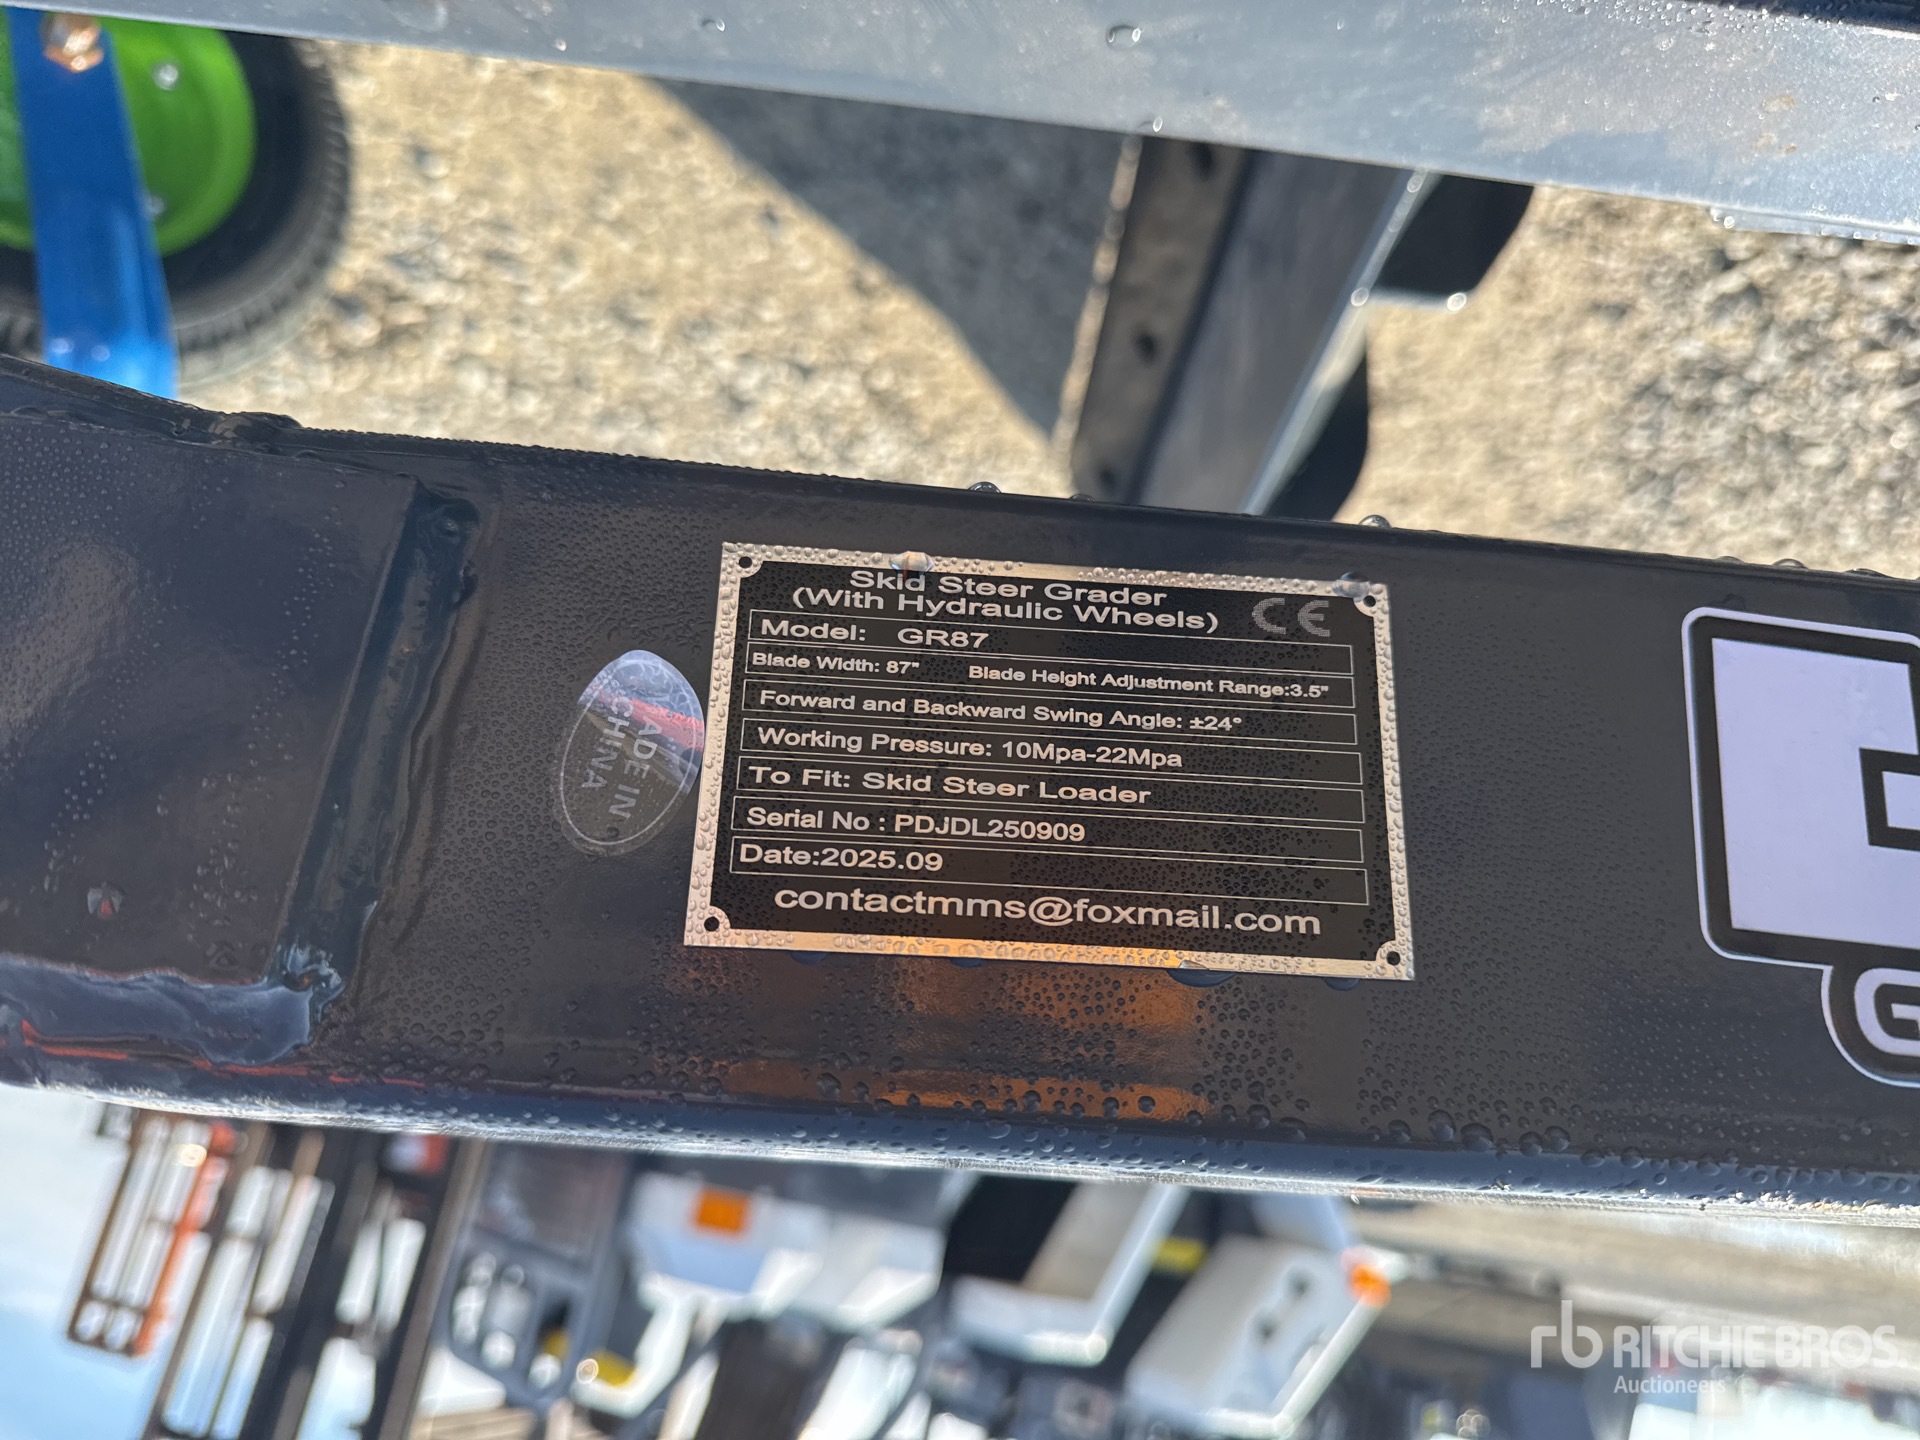 Skid Steer Grader
(With Hydraulic Wheels) CE
Model: GR87
Blade Width: 87" Blade Height Adjustment Range:3.5"
Forward and Backward Swing Angle: ±24°
Working Pressure: 10Mpa-22Mpa
To Fit: Skid Steer Loader
Serial No : PDJDL250909
Date:2025.09
contactmms@foxmail.com
MADE IN
CHINA
G
rb RITCHIE BROS.
Auctioneers